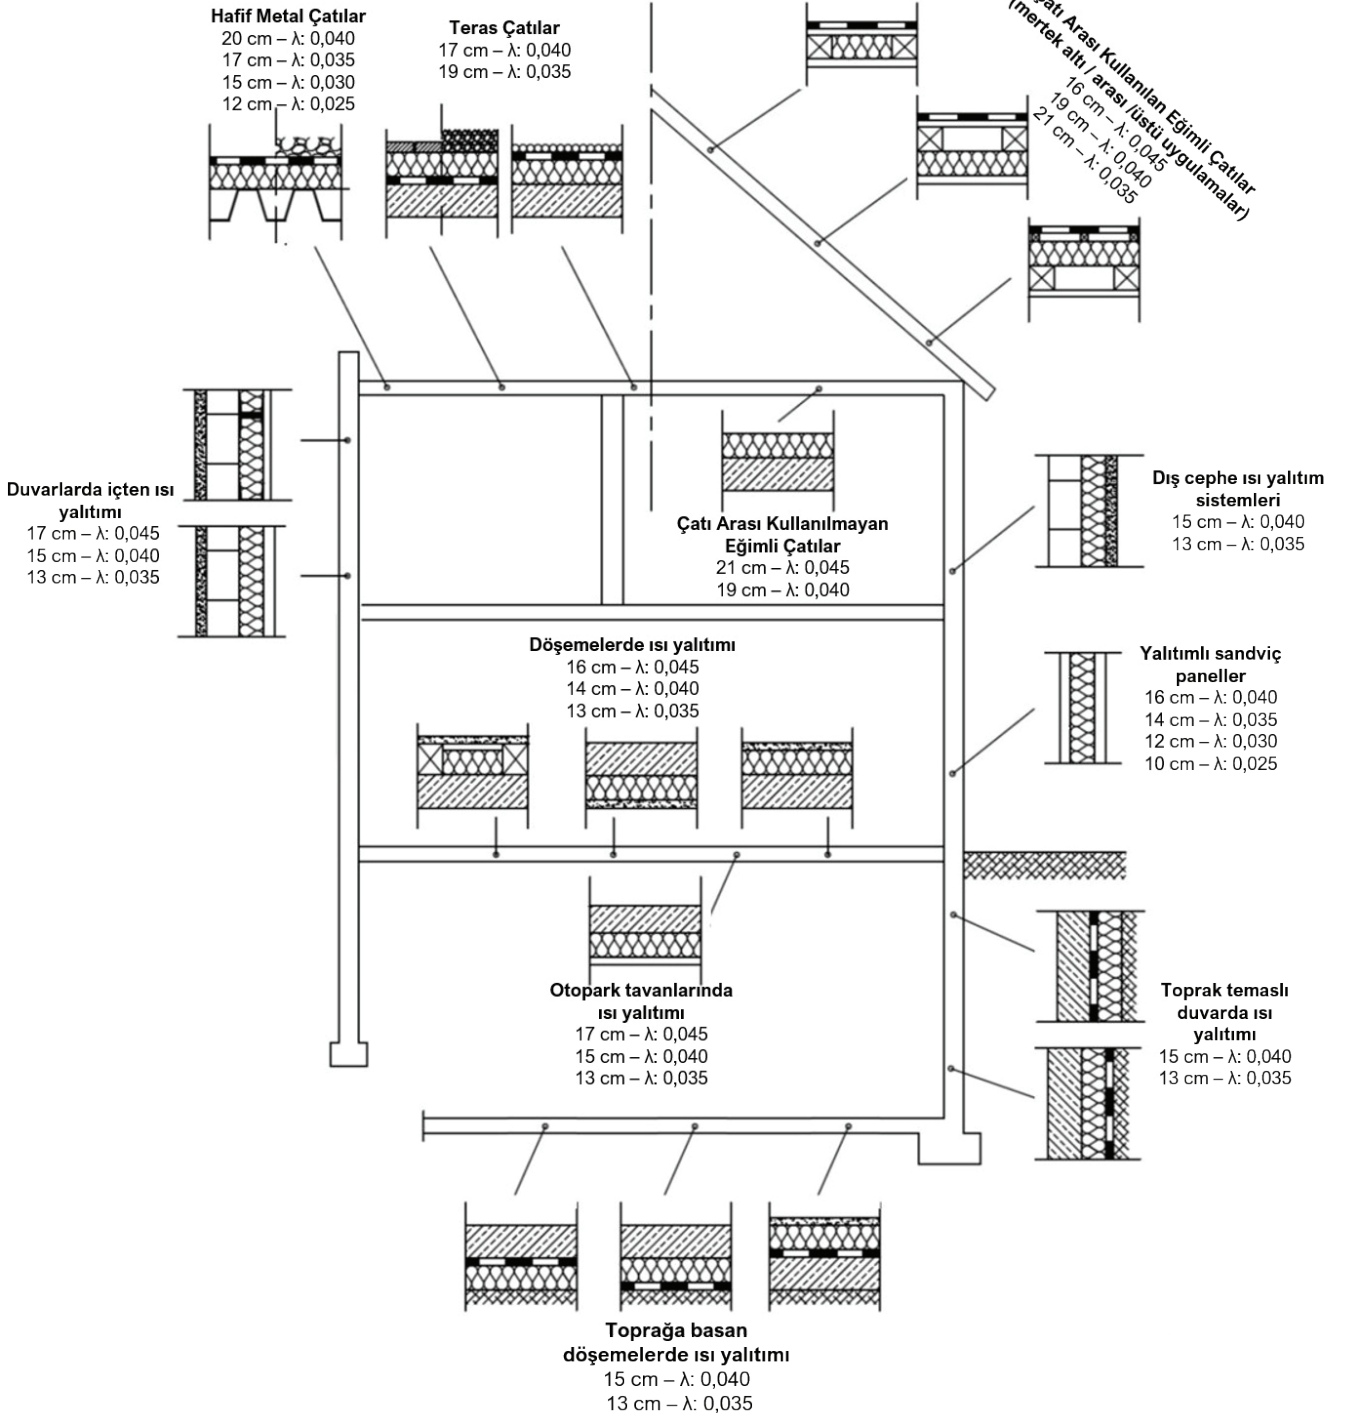 Hafif Metal Çatılar
20 cm – λ: 0,040
17 cm – λ: 0,035
15 cm – λ: 0,030
12 cm – λ: 0,025
Teras Çatılar
17 cm – λ: 0,040
19 cm – λ: 0,035
Çatı Arası Kullanılan Eğimli Çatılar
(mertek altı / arası /üstü uygulamalar)
16 cm – λ: 0,045
19 cm – λ: 0,040
21 cm – λ: 0,035
Duvarlarda içten ısı
yalıtımı
17 cm – λ: 0,045
15 cm – λ: 0,040
13 cm – λ: 0,035
Çatı Arası Kullanılmayan
Eğimli Çatılar
21 cm – λ: 0,045
19 cm – λ: 0,040
Dış cephe ısı yalıtım
sistemleri
15 cm – λ: 0,040
13 cm – λ: 0,035
Döşemelerde ısı yalıtımı
16 cm – λ: 0,045
14 cm – λ: 0,040
13 cm – λ: 0,035
Yalıtımlı sandviç
paneller
16 cm – λ: 0,040
14 cm – λ: 0,035
12 cm – λ: 0,030
10 cm – λ: 0,025
Otopark tavanlarında
ısı yalıtımı
17 cm – λ: 0,045
15 cm – λ: 0,040
13 cm – λ: 0,035
Toprak temaslı
duvarda ısı
yalıtımı
15 cm – λ: 0,040
13 cm – λ: 0,035
Toprağa basan
döşemelerde ısı yalıtımı
15 cm – λ: 0,040
13 cm – λ: 0,035